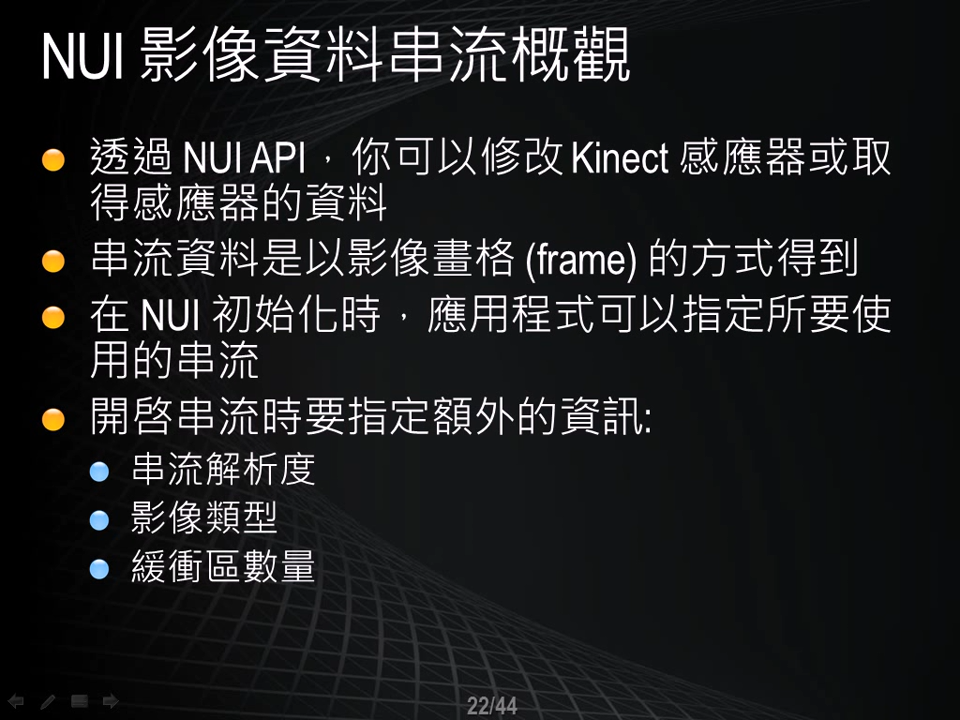 NUI 影像資料串流概觀
透過 NUI API，你可以修改 Kinect 感應器或取
得感應器的資料
串流資料是以影像畫格 (frame) 的方式得到
在 NUI 初始化時，應用程式可以指定所要使
用的串流
開啓串流時要指定額外的資訊:
串流解析度
影像類型
緩衝區數量
22/44